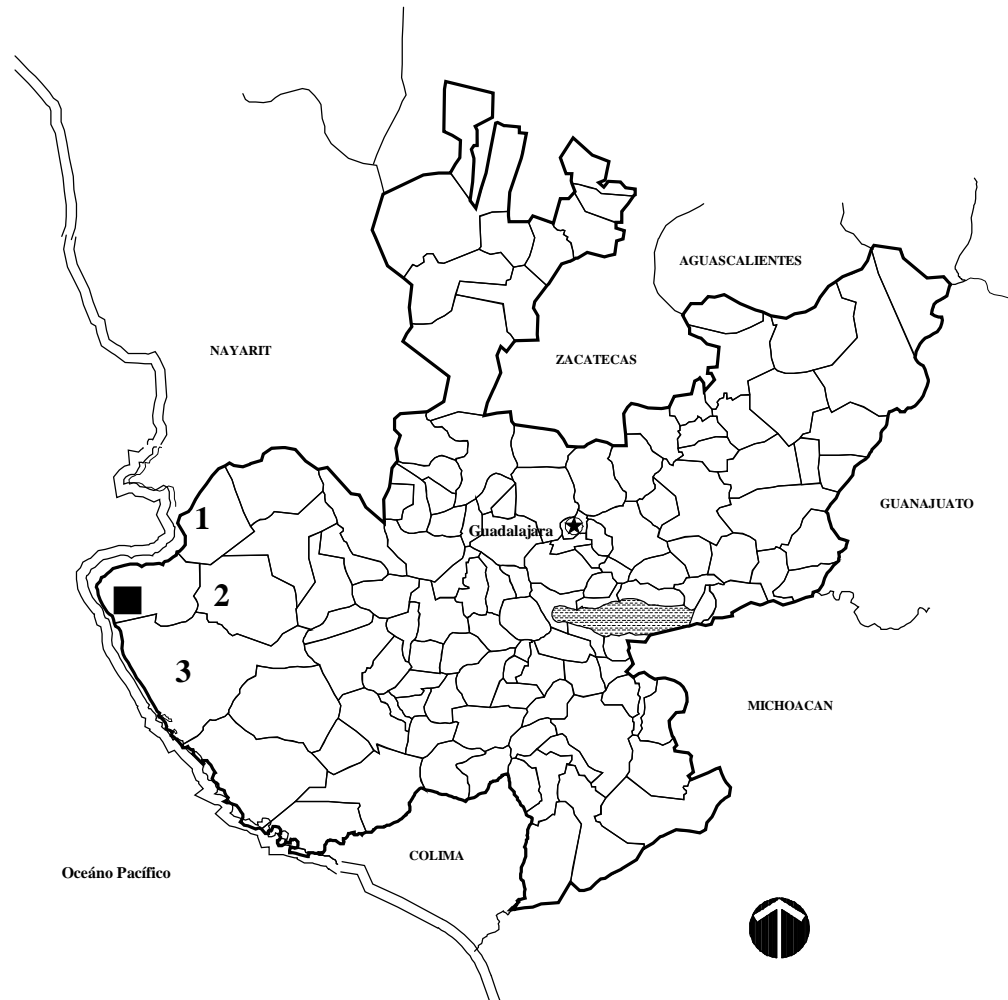 AGUASCALIENTES
NAYARIT
ZACATECAS
GUANAJUATO
1
Guadalajara
2
3
MICHOACAN
COLIMA
Oceáno Pacífico